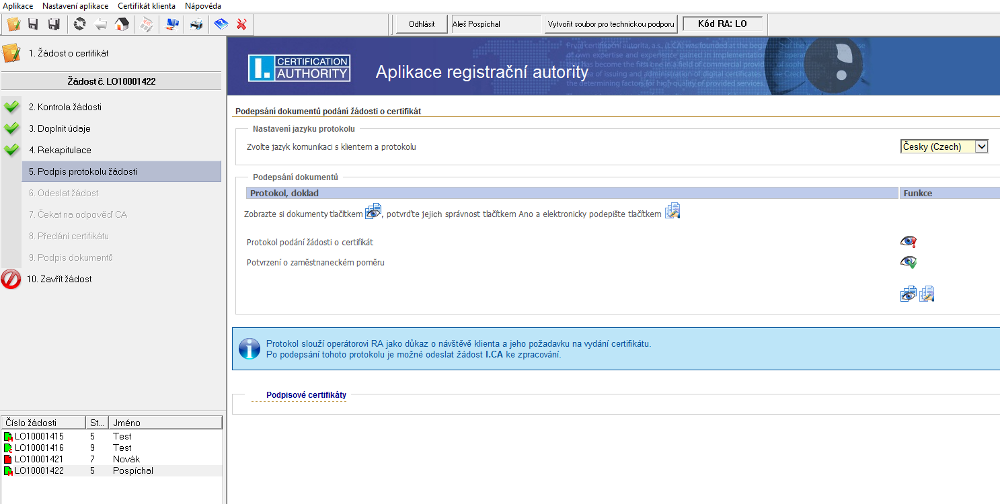 Aplikace Nastavení aplikace Certifikát klienta Nápověda
Odhlásit Aleš Pospíchal Vytvořit soubor pro technickou podporu Kód RA: LO
1. Žádost o certifikát
Žádost č. LO10001422
2. Kontrola žádosti
3. Doplnit údaje
4. Rekapitulace
5. Podpis protokolu žádosti
6. Odeslat žádost
7. Čekat na odpověď CA
8. Předání certifikátu
9. Podpis dokumentů
10. Zavřít žádost
Číslo žádosti St... Jméno
LO10001415 5 Test
LO10001416 9 Test
LO10001421 7 Novák
LO10001422 5 Pospíchal
I. CERTIFICATION
AUTHORITY
Aplikace registrační autority
První certifikační autorita, a.s. (I.CA) was founded at the
of own expertise and experience gained in implementation
has become the first one in a field of commercial
of issuing and administration of digital certificates
the determining factors for high quality of provided services.
Podepsání dokumentů podání žádosti o certifikát
Nastavení jazyku protokolu
Zvolte jazyk komunikaci s klientem a protokolu Česky (Czech)
Podepsání dokumentů
Protokol, doklad Funkce
Zobrazte si dokumenty tlačítkem , potvrďte jejich správnost tlačítkem Ano a elektronicky podepište tlačítkem
Protokol podání žádosti o certifikát
Potvrzení o zaměstnaneckém poměru
Protokol slouží operátorovi RA jako důkaz o návštěvě klienta a jeho požadavku na vydání certifikátu.
Po podepsání tohoto protokolu je možné odeslat žádost I.CA ke zpracování.
Podpisové certifikáty